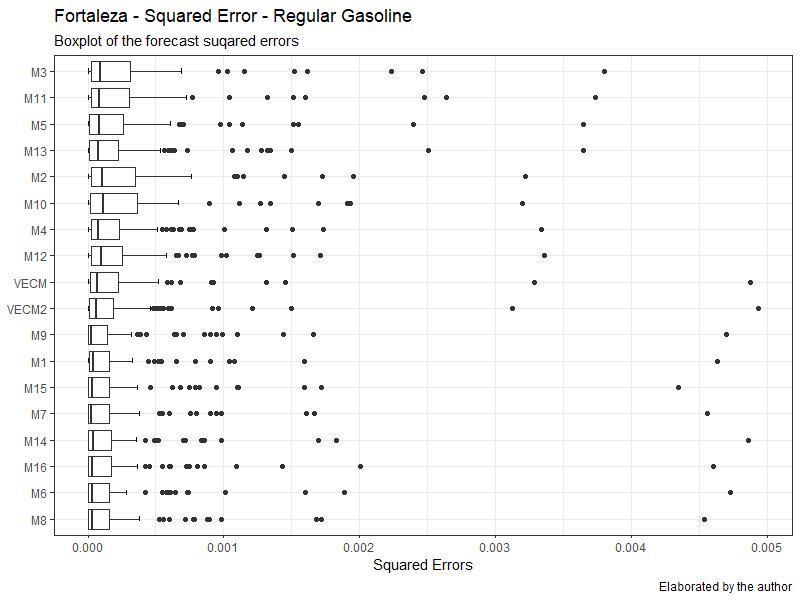 Fortaleza - Squared Error - Regular Gasoline
Boxplot of the forecast suqared errors
M3
M11
M5
M13
M2
M10
M4
M12
VECM
VECM2
M9
M1
M15
M7
M14
M16
M6
M8
0.000 0.001 0.002 0.003 0.004 0.005
Squared Errors
Elaborated by the author